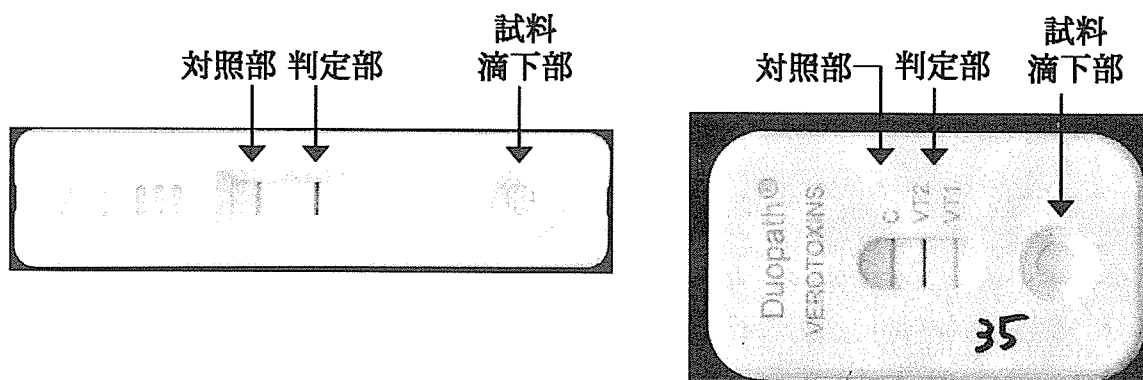 対照部 判定部 試料
滴下部
対照部 判定部 試料
滴下部
Duopath®
VEROTOXINS
C
VT2
VT1
35